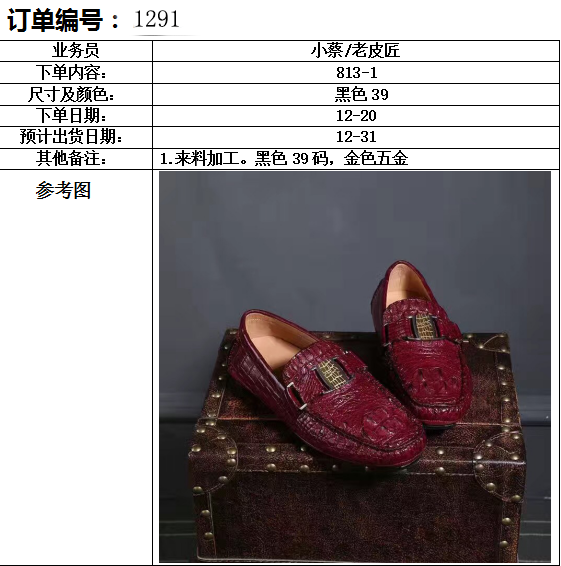 订单编号： 1291
业务员 小蔡/老皮匠
下单内容： 813-1
尺寸及颜色： 黑色 39
下单日期： 12-20
预计出货日期： 12-31
其他备注： 1.来料加工。黑色 39 码，金色五金
参考图